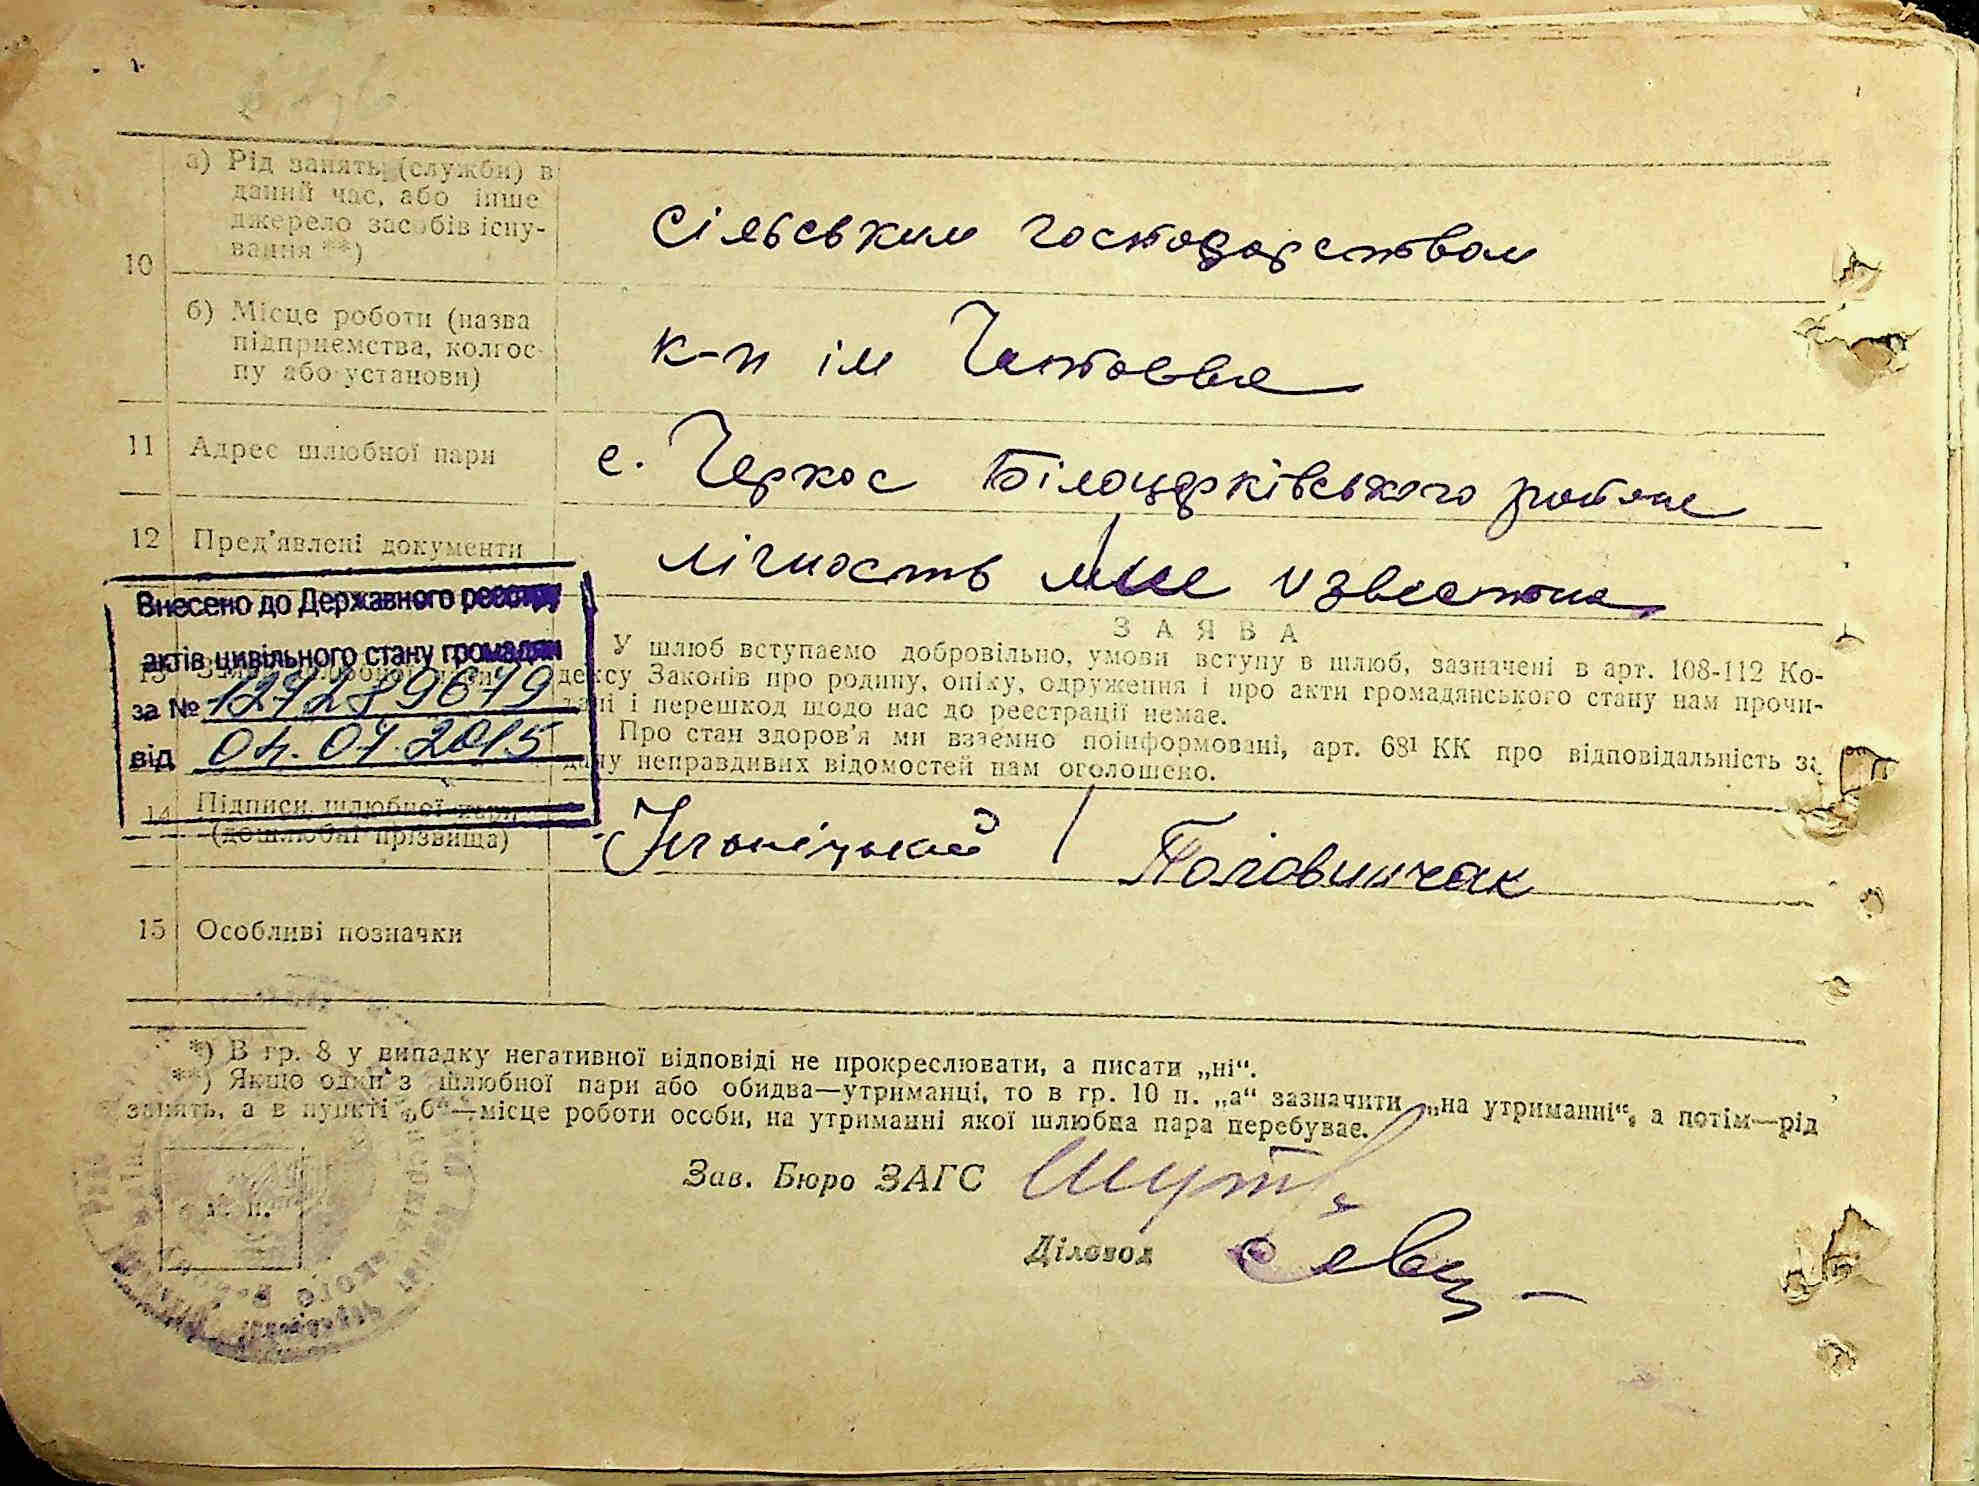 10
а) Рід занять (служби) в
даний час, або інше
джерело засобів існу-
вання **)
сільським господарством
б) Місце роботи (назва
підприємства, колгос-
пу або установи)
к-п ім
11 Адрес шлюбної пари
с. Черкас Білоцерківського району
12 Пред'явлені документи
лічность мне известна
Внесено до Державного реєстру
актів цивільного стану громадян
за № 127289679
від 04.07.2015
13
ЗАЯВА
У шлюб вступаємо добровільно, умови вступу в шлюб, зазначені в арт. 108-112 Ко-
дексу Законів про родину, опіку, одруження і про акти громадянського стану нам прочи-
тані і перешкод щодо нас до реєстрації немає.
Про стан здоров'я ми взаємно поінформовані, арт. 68¹ КК про відповідальність за
дачу неправдивих відомостей нам оголошено.
14 Підписи шлюбної пари
(дошлюбні прізвища)
Половинчак
15 Особливі позначки
*) В гр. 8 у випадку негативної відповіді не прокреслювати, а писати „ні“.
**) Якщо один з шлюбної пари або обидва—утриманці, то в гр. 10 п. „а“ зазначити „на утриманні“, а потім—рід
занять, а в пункті „б“—місце роботи особи, на утриманні якої шлюбна пара перебуває.
Зав. Бюро ЗАГС
Діловод
м. п.